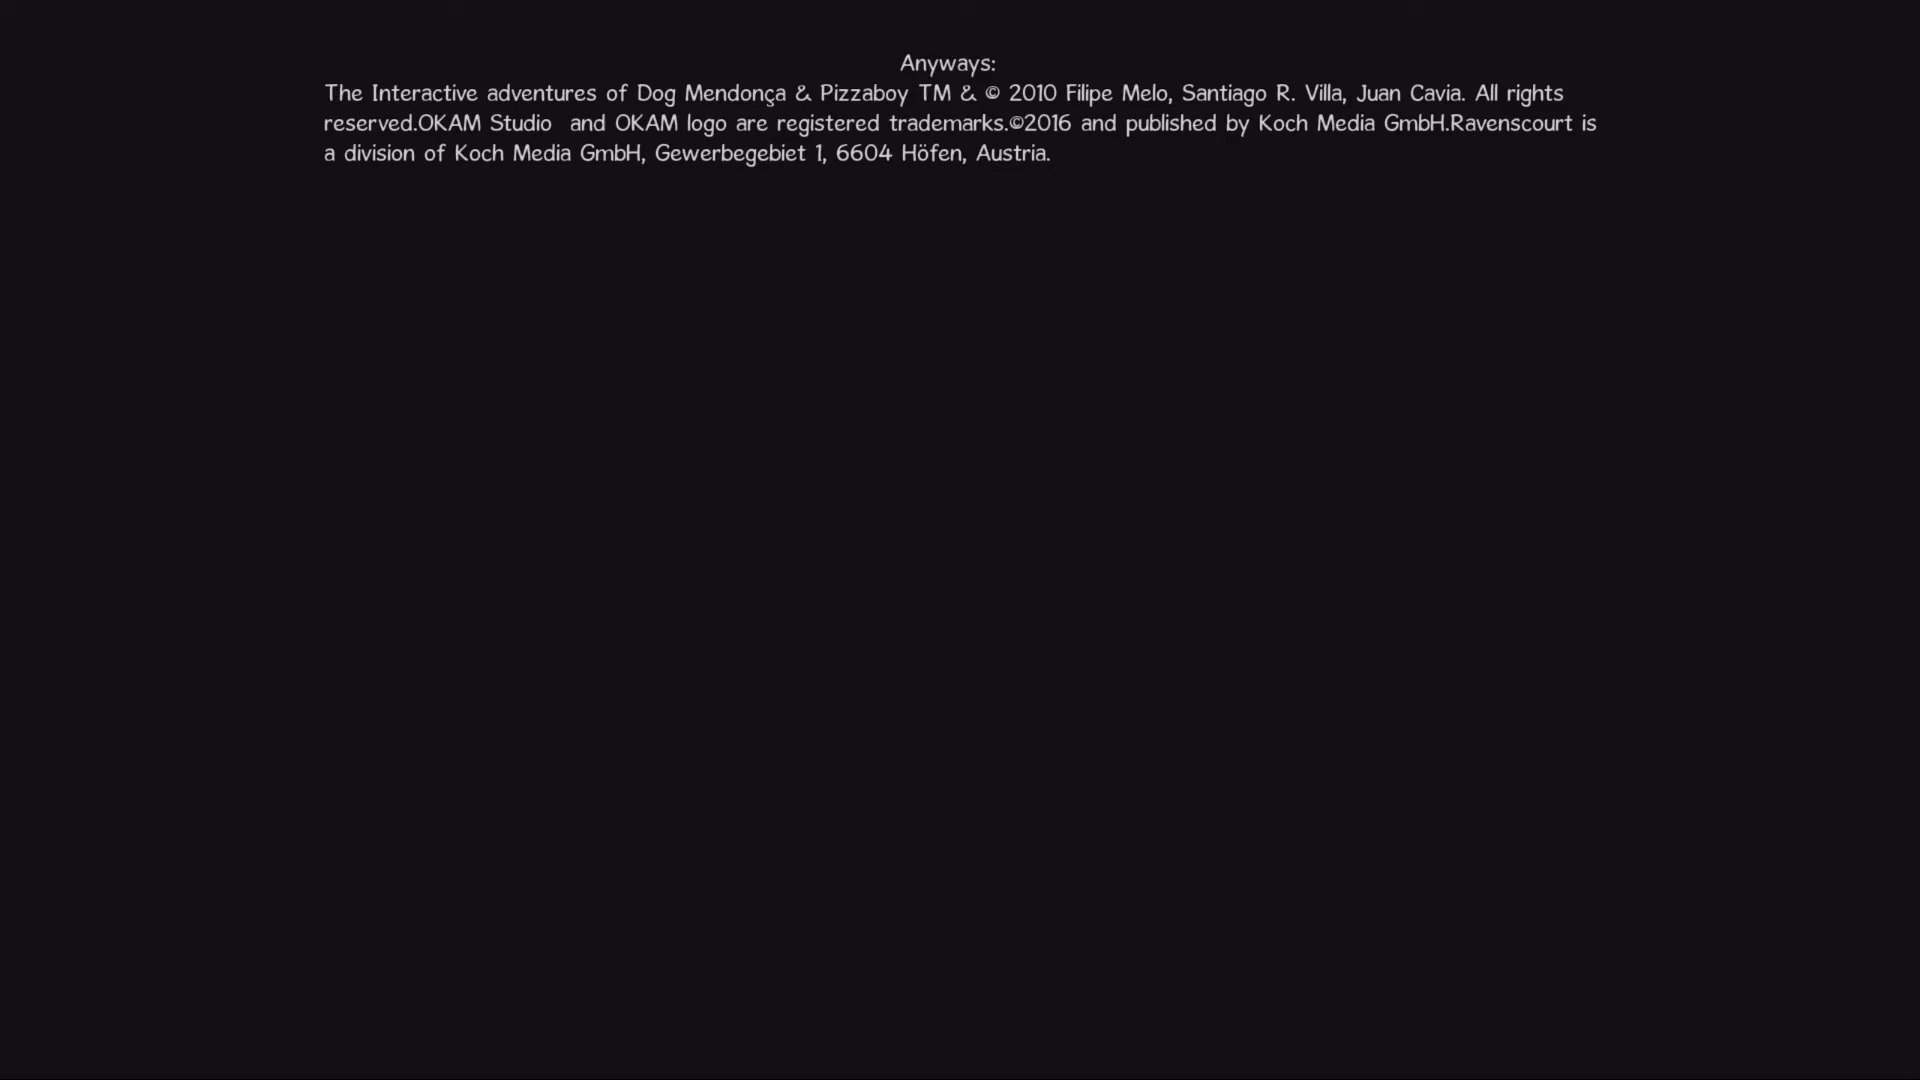 Anyways:
The Interactive adventures of Dog Mendonça & Pizzaboy TM & © 2010 Filipe Melo, Santiago R. Villa, Juan Cavia. All rights
reserved.OKAM Studio  and OKAM logo are registered trademarks.©2016 and published by Koch Media GmbH.Ravenscourt is
a division of Koch Media GmbH, Gewerbegebiet 1, 6604 Höfen, Austria.